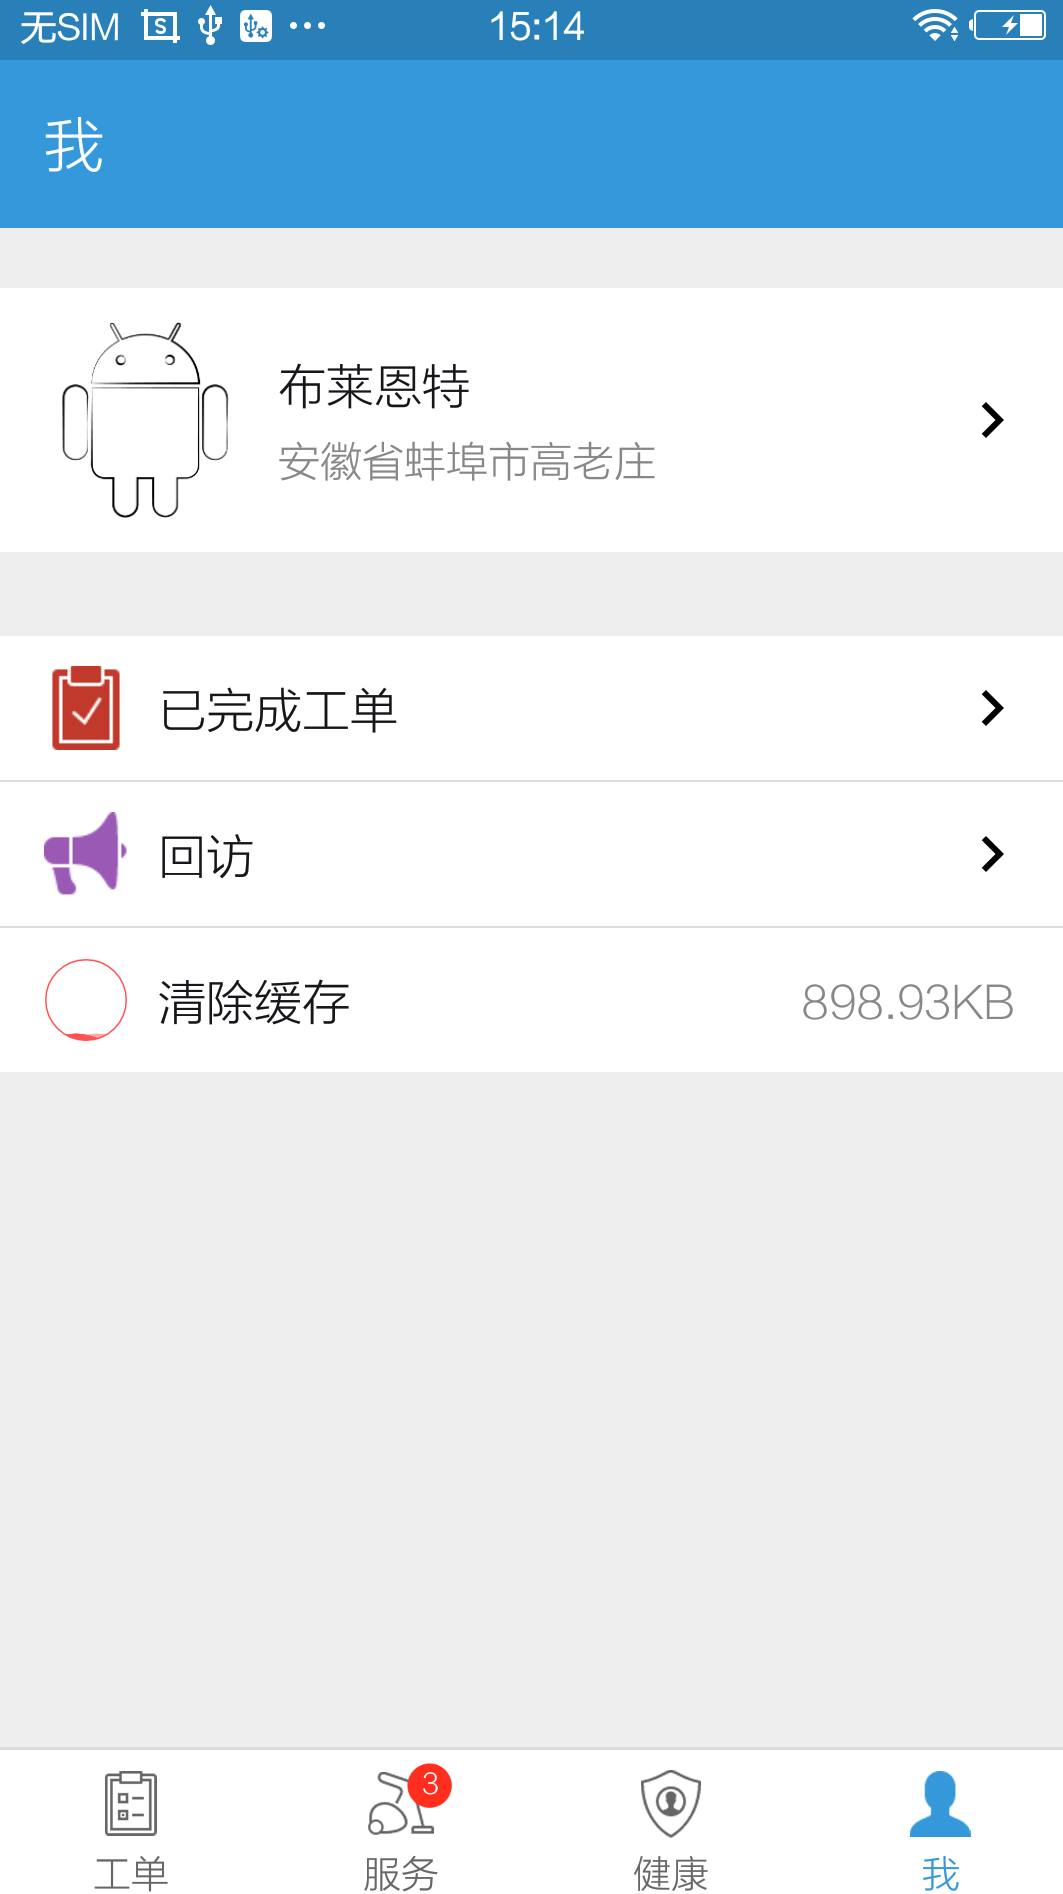 无SIM 15:14
我
布莱恩特
安徽省蚌埠市高老庄
已完成工单
回访
清除缓存 898.93KB
3
工单 服务 健康 我